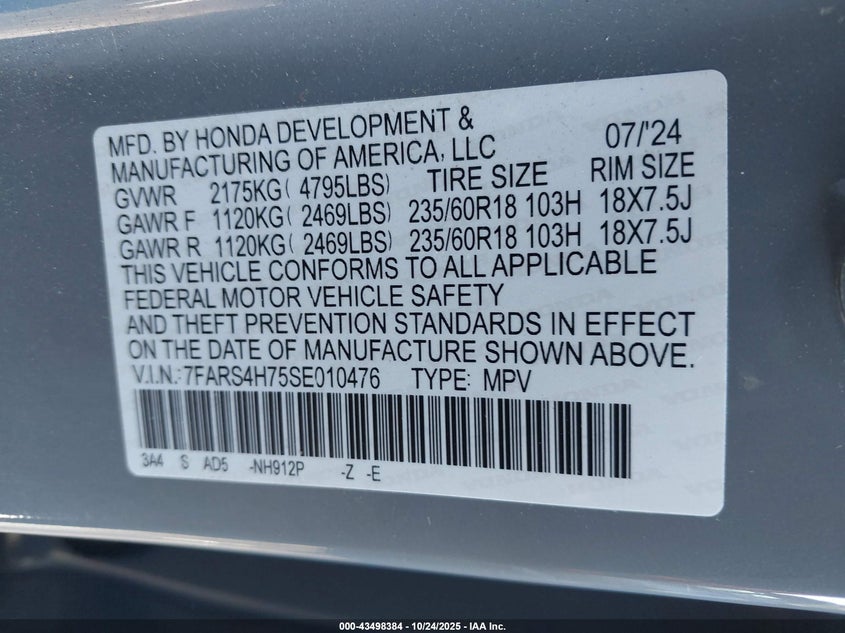 MFD. BY HONDA DEVELOPMENT &
MANUFACTURING OF AMERICA, LLC 07/'24
GVWR 2175KG( 4795LBS) TIRE SIZE RIM SIZE
GAWR F 1120KG( 2469LBS) 235/60R18 103H 18X7.5J
GAWR R 1120KG( 2469LBS) 235/60R18 103H 18X7.5J
THIS VEHICLE CONFORMS TO ALL APPLICABLE
FEDERAL MOTOR VEHICLE SAFETY
AND THEFT PREVENTION STANDARDS IN EFFECT
ON THE DATE OF MANUFACTURE SHOWN ABOVE.
V.I.N.:7FARS4H75SE010476 TYPE: MPV
3A4 S AD5 -NH912P -Z -E
000-43498384 | 10/24/2025 - IAA Inc.